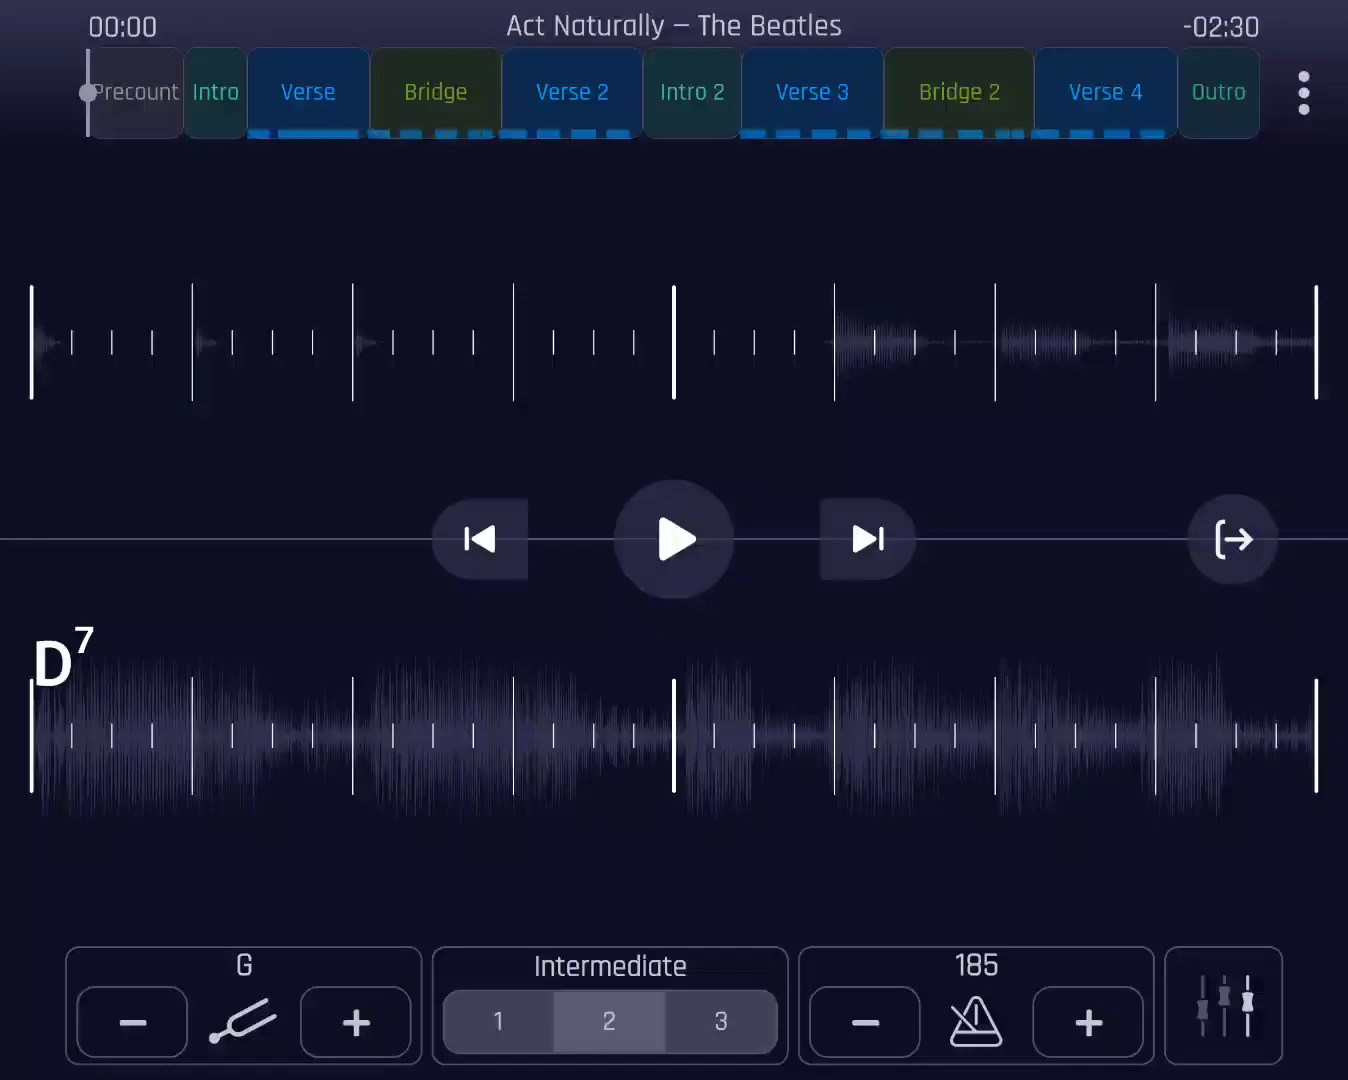 00:00
Act Naturally – The Beatles
-02:30
Precount
Intro
Verse
Bridge
Verse 2
Intro 2
Verse 3
Bridge 2
Verse 4
Outro
D7
G
Intermediate
185
1
2
3